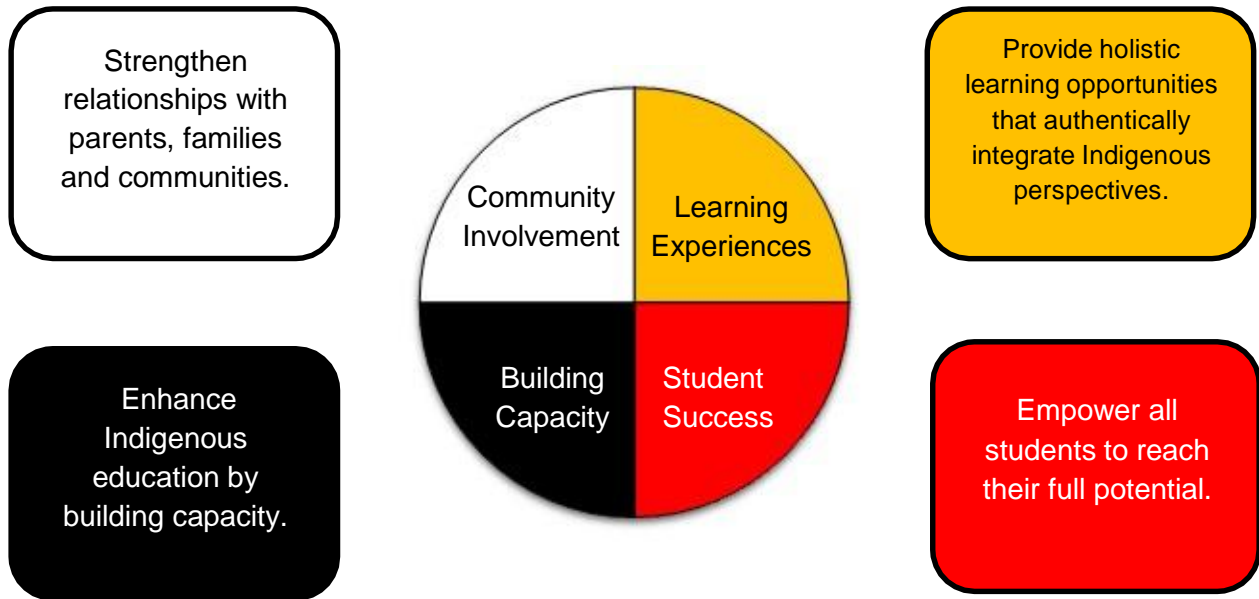 Strengthen
relationships with
parents, families
and communities.
Provide holistic
learning opportunities
that authentically
integrate Indigenous
perspectives.
Community
Involvement
Learning
Experiences
Building
Capacity
Student
Success
Enhance
Indigenous
education by
building capacity.
Empower all
students to reach
their full potential.